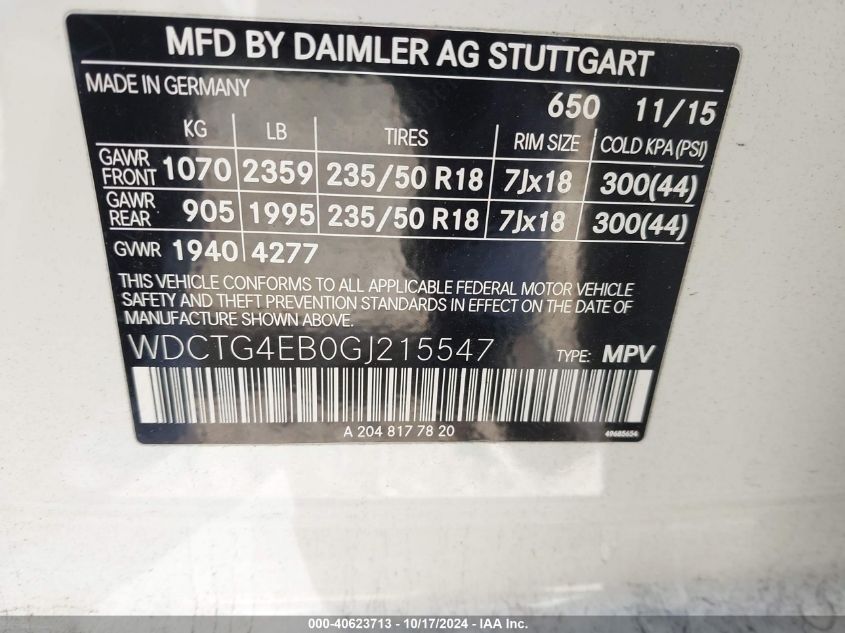 MFD BY DAIMLER AG STUTTGART
MADE IN GERMANY
650 11/15
KG LB TIRES RIM SIZE COLD KPA (PSI)
GAWR FRONT 1070 2359 235/50 R18 7Jx18 300(44)
GAWR REAR 905 1995 235/50 R18 7Jx18 300(44)
GVWR 1940 4277
THIS VEHICLE CONFORMS TO ALL APPLICABLE FEDERAL MOTOR VEHICLE
SAFETY AND THEFT PREVENTION STANDARDS IN EFFECT ON THE DATE OF
MANUFACTURE SHOWN ABOVE.
WDCTG4EB0GJ215547 TYPE: MPV
A 204 817 78 20 49685654
000-40623713 - 10/17/2024 - IAA Inc.